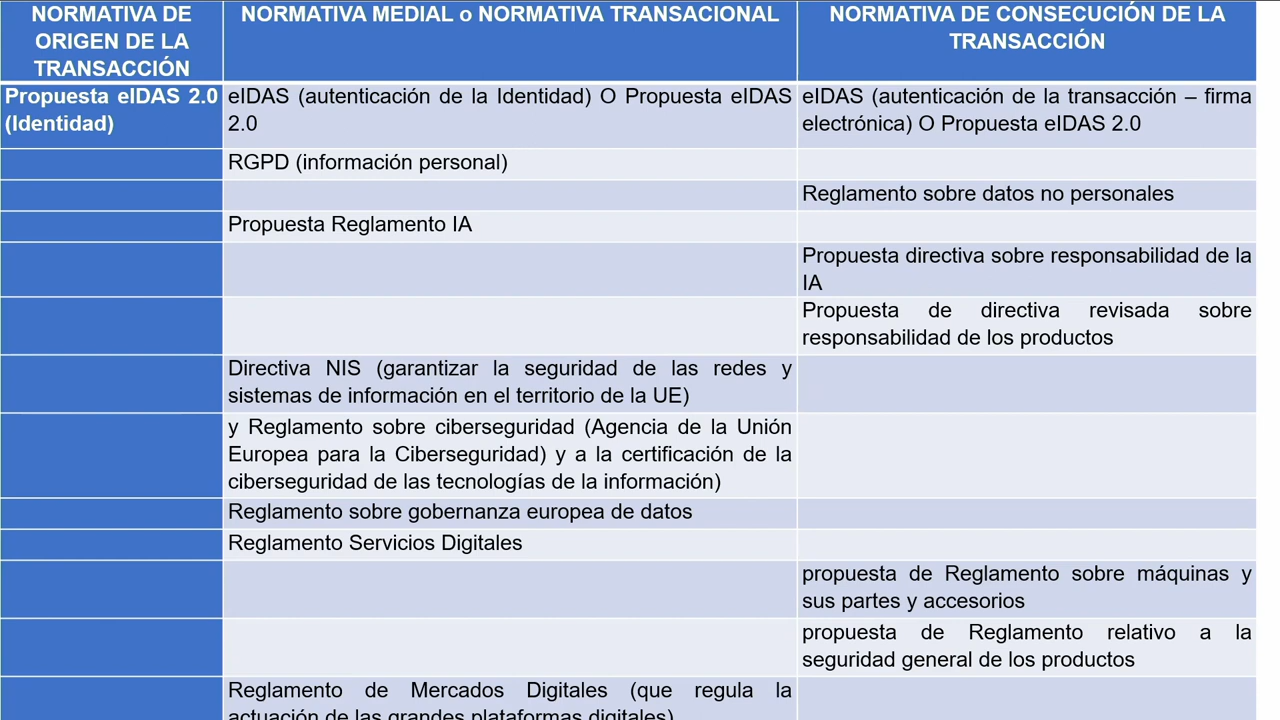 NORMATIVA DE
ORIGEN DE LA
TRANSACCIÓN
NORMATIVA MEDIAL o NORMATIVA TRANSACIONAL
NORMATIVA DE CONSECUCIÓN DE LA
TRANSACCIÓN
Propuesta eIDAS 2.0
(Identidad)
eIDAS (autenticación de la Identidad) O Propuesta eIDAS
2.0
eIDAS (autenticación de la transacción – firma
electrónica) O Propuesta eIDAS 2.0
RGPD (información personal)
Reglamento sobre datos no personales
Propuesta Reglamento IA
Propuesta directiva sobre responsabilidad de la
IA
Propuesta de directiva revisada sobre
responsabilidad de los productos
Directiva NIS (garantizar la seguridad de las redes y
sistemas de información en el territorio de la UE)
y Reglamento sobre ciberseguridad (Agencia de la Unión
Europea para la Ciberseguridad) y a la certificación de la
ciberseguridad de las tecnologías de la información)
Reglamento sobre gobernanza europea de datos
Reglamento Servicios Digitales
propuesta de Reglamento sobre máquinas y
sus partes y accesorios
propuesta de Reglamento relativo a la
seguridad general de los productos
Reglamento de Mercados Digitales (que regula la
actuación de las grandes plataformas digitales)